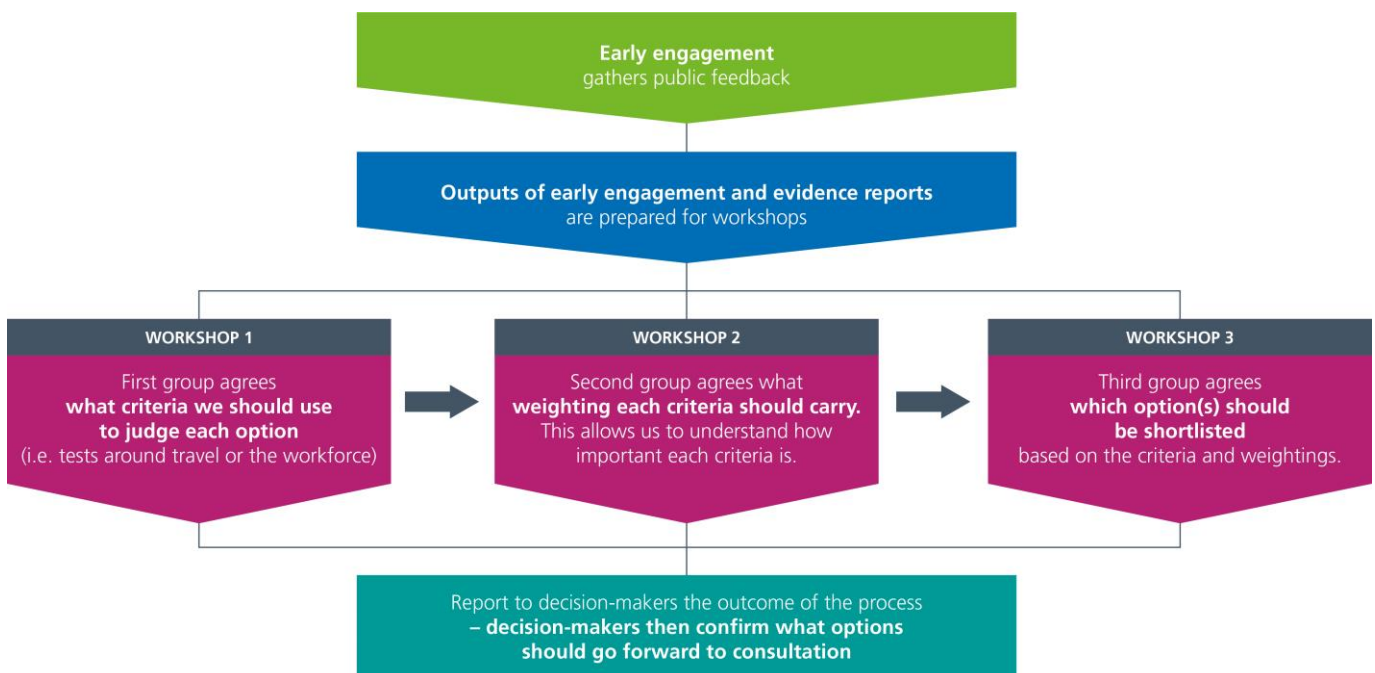 Early engagement
gathers public feedback
Outputs of early engagement and evidence reports
are prepared for workshops
WORKSHOP 1
First group agrees
what criteria we should use
to judge each option
(i.e. tests around travel or the workforce)
WORKSHOP 2
Second group agrees what
weighting each criteria should carry.
This allows us to understand how
important each criteria is.
WORKSHOP 3
Third group agrees
which option(s) should
be shortlisted
based on the criteria and weightings.
Report to decision-makers the outcome of the process
– decision-makers then confirm what options
should go forward to consultation